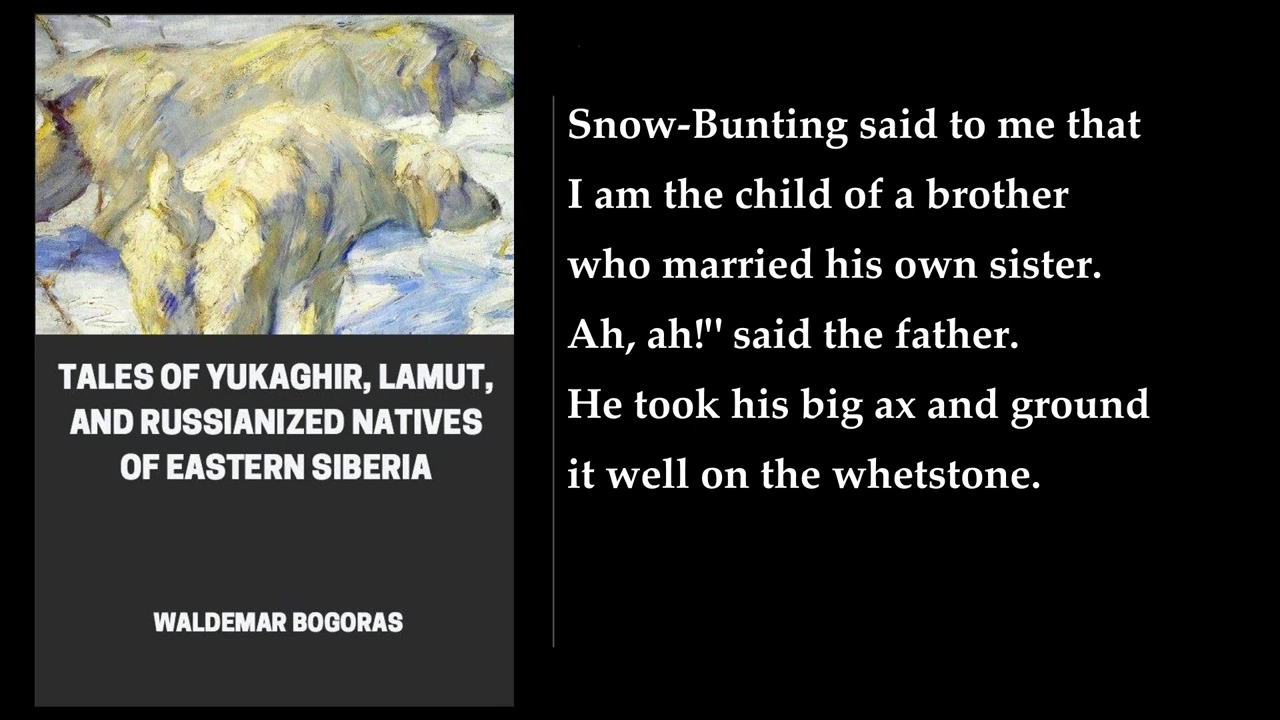 TALES OF YUKAGHIR, LAMUT,
AND RUSSIANIZED NATIVES
OF EASTERN SIBERIA
WALDEMAR BOGORAS
Snow-Bunting said to me that
I am the child of a brother
who married his own sister.
Ah, ah!'" said the father.
He took his big ax and ground
it well on the whetstone.